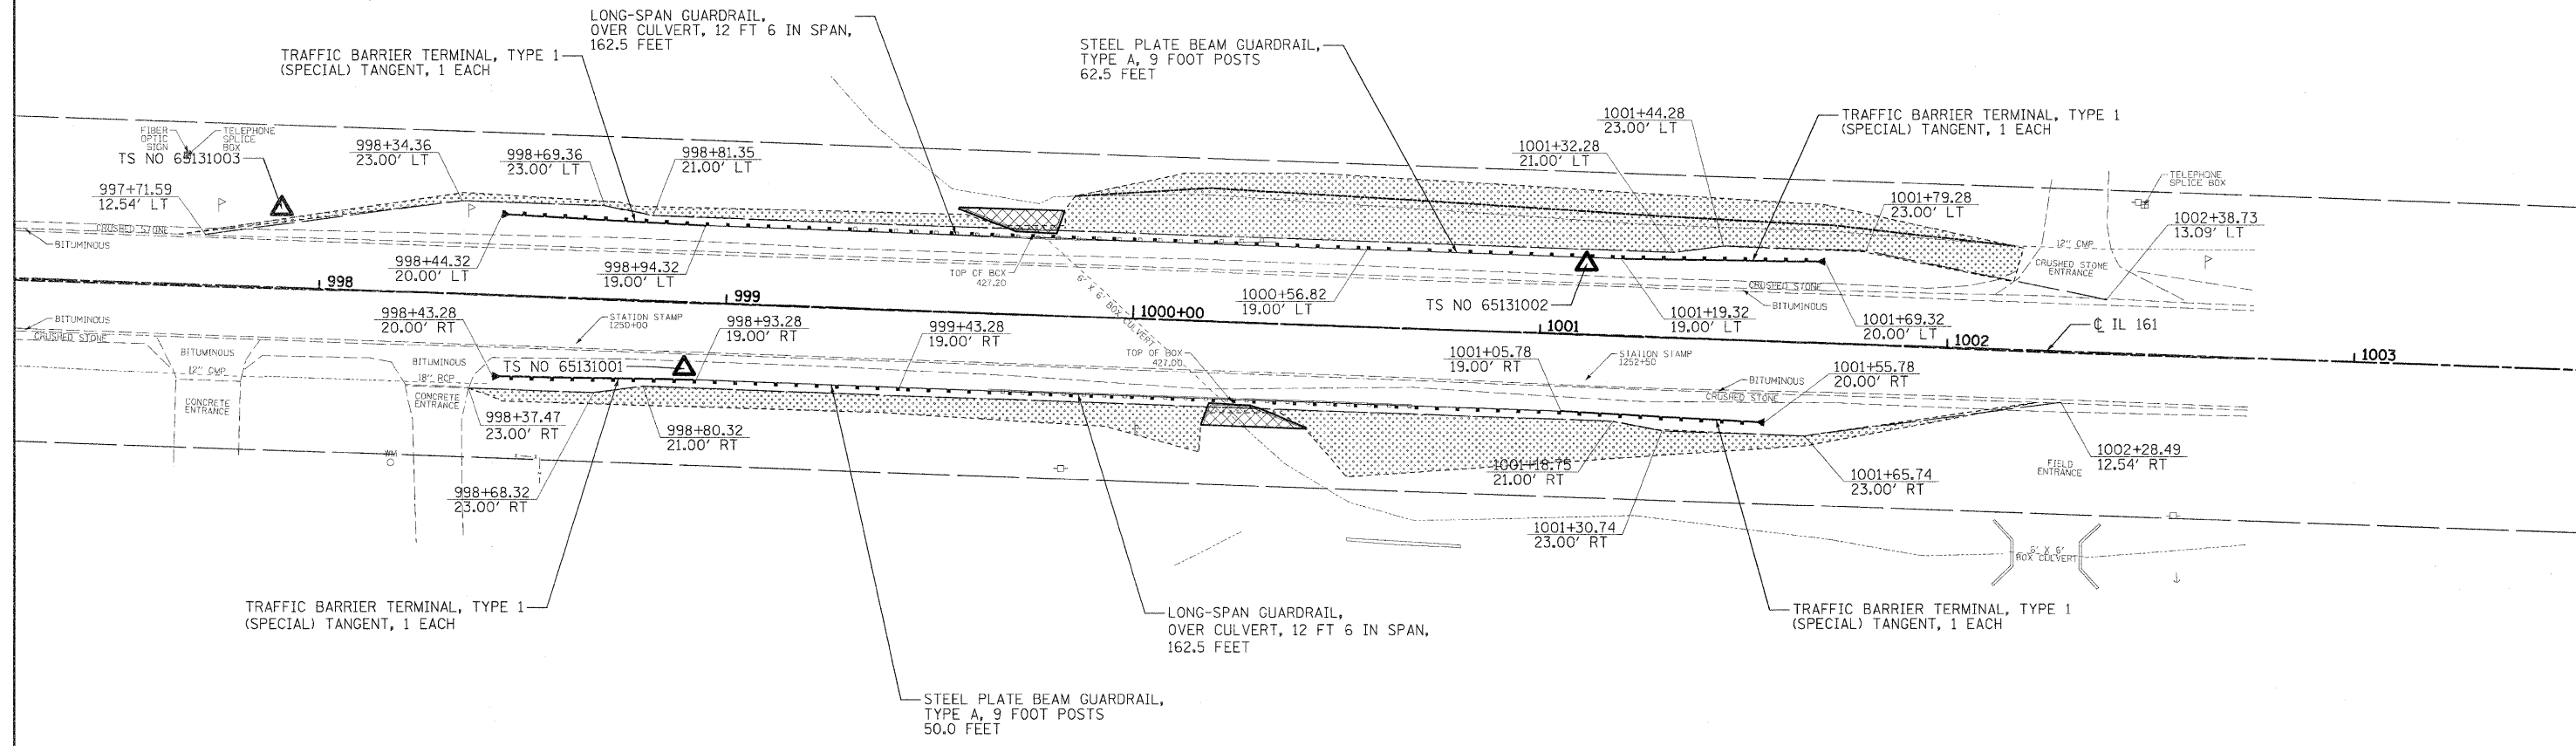 LONG-SPAN GUARDRAIL,
OVER CULVERT, 12 FT 6 IN SPAN,
162.5 FEET
TRAFFIC BARRIER TERMINAL, TYPE 1
(SPECIAL) TANGENT, 1 EACH
STEEL PLATE BEAM GUARDRAIL,
TYPE A, 9 FOOT POSTS
62.5 FEET
TRAFFIC BARRIER TERMINAL, TYPE 1
(SPECIAL) TANGENT, 1 EACH
FIBER
OPTIC
SIGN
TELEPHONE
SPLICE
BOX
TS NO 65131003
997+71.59
12.54' LT
998+34.36
23.00' LT
998+69.36
23.00' LT
998+81.35
21.00' LT
1001+32.28
21.00' LT
1001+44.28
23.00' LT
1001+79.28
23.00' LT
TELEPHONE
SPLICE BOX
1002+38.73
13.09' LT
CRUSHED STONE
BITUMINOUS
998+44.32
20.00' LT
998+94.32
19.00' LT
TOP OF BOX
427.20
6' X 6' BOX CULVERT
1000+56.82
19.00' LT
TS NO 65131002
1001+19.32
19.00' LT
1001+69.32
20.00' LT
CRUSHED STONE
BITUMINOUS
12" CMP
CRUSHED STONE
ENTRANCE
998
999
1000+00
1001
1002
1003
℄ IL 161
BITUMINOUS
CRUSHED STONE
BITUMINOUS
12" CMP
CONCRETE
ENTRANCE
998+43.28
20.00' RT
BITUMINOUS
18" RCP
CONCRETE
ENTRANCE
STATION STAMP
1250+00
TS NO 65131001
998+93.28
19.00' RT
999+43.28
19.00' RT
TOP OF BOX
427.00
1001+05.78
19.00' RT
STATION STAMP
1252+50
BITUMINOUS
CRUSHED STONE
1001+55.78
20.00' RT
998+37.47
23.00' RT
998+80.32
21.00' RT
998+68.32
23.00' RT
WM
1001+18.75
21.00' RT
1001+30.74
23.00' RT
1001+65.74
23.00' RT
1002+28.49
12.54' RT
FIELD
ENTRANCE
6' X 6'
BOX CULVERT
TRAFFIC BARRIER TERMINAL, TYPE 1
(SPECIAL) TANGENT, 1 EACH
LONG-SPAN GUARDRAIL,
OVER CULVERT, 12 FT 6 IN SPAN,
162.5 FEET
TRAFFIC BARRIER TERMINAL, TYPE 1
(SPECIAL) TANGENT, 1 EACH
STEEL PLATE BEAM GUARDRAIL,
TYPE A, 9 FOOT POSTS
50.0 FEET